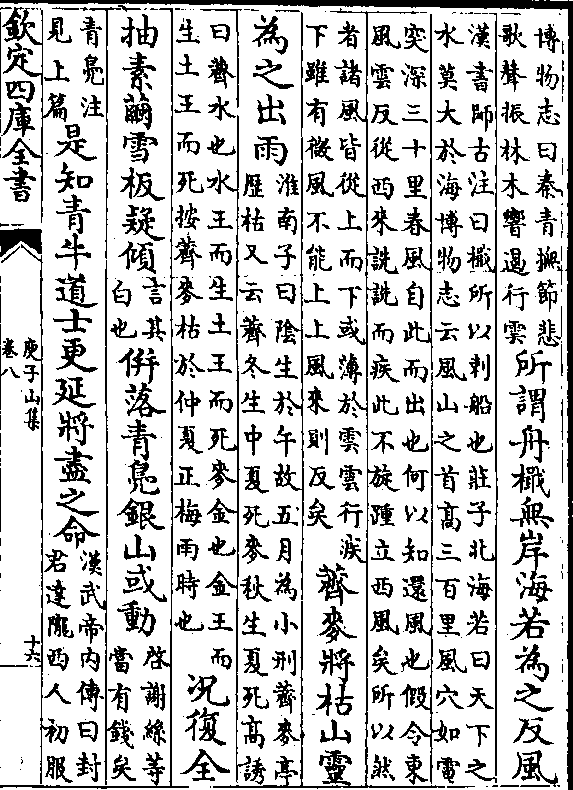 博物志曰秦青撫節悲
歌聲振林木響遏行雲
所謂舟檝無岸海若為之反風
漢書師古注曰檝所以刺船也莊子北海若曰天下之
水莫大於海博物志云風山之首高三百里風穴如電
突深三十里春風自此而出也何以知還風也假令東
風雲反從西來詵詵而疾此不旋踵立西風矣所以然
者諸風皆從上而下或薄於雲雲行疾
下雖有微風不能上上風來則反矣
薺麥將枯山靈
為之出雨
淮南子曰陰生於午故五月為小刑薺麥亭
歷枯又云薺冬生中夏死麥秋生夏死高誘
曰薺水也水王而生土王而死麥金也金王而
生土王而死按薺麥枯於仲夏正梅雨時也
况復全
抽素繭雪板疑傾
言其
白也
併落青鳧銀山或動
啓謝絲等
當有錢矣
青鳧注
見上篇
是知青牛道士更延將盡之命
漢武帝内傳曰封
君達隴西人初服
欽定四庫全書
庾子山集
卷八
十六